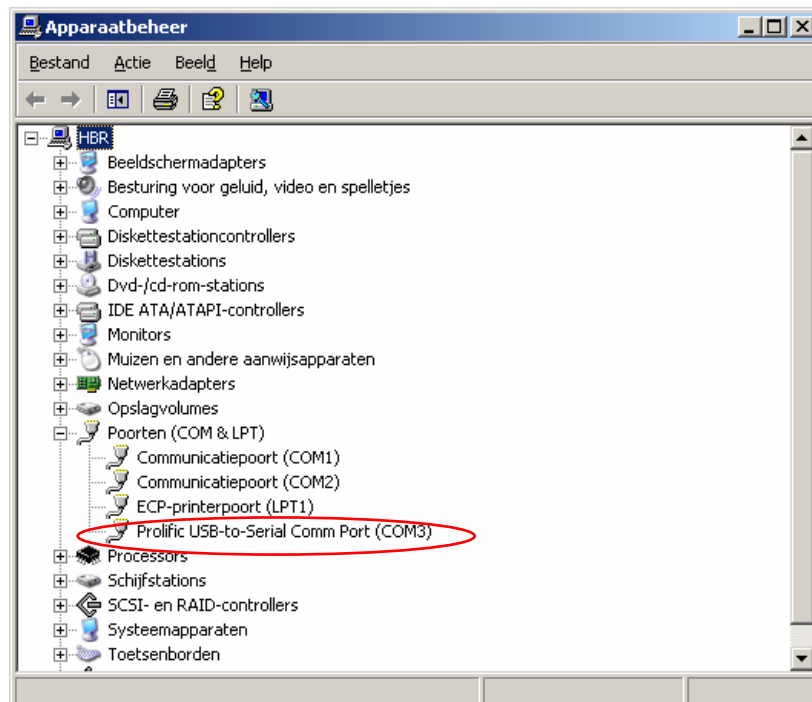 Apparaatbeheer
Bestand Actie Beeld Help
HBR
Beeldschermadapters
Besturing voor geluid, video en spelletjes
Computer
Diskettestationcontrollers
Diskettestations
Dvd-/cd-rom-stations
IDE ATA/ATAPI-controllers
Monitors
Muizen en andere aanwijsapparaten
Netwerkadapters
Opslagvolumes
Poorten (COM & LPT)
Communicatiepoort (COM1)
Communicatiepoort (COM2)
ECP-printerpoort (LPT1)
Prolific USB-to-Serial Comm Port (COM3)
Processors
Schijfstations
SCSI- en RAID-controllers
Systeemapparaten
Toetsenborden